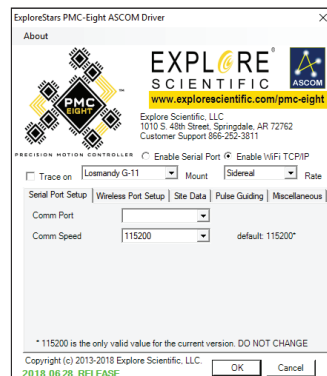 ExploreStars PMC-Eight ASCOM Driver
About
PMC
EIGHT
™
PRECISION MOTION CONTROLLER
EXPLORE®
SCIENTIFIC
ASCOM
www.explorescientific.com/pmc-eight
Explore Scientific, LLC
1010 S. 48th Street, Springdale, AR 72762
Customer Support 866-252-3811
Enable Serial Port Enable WiFi TCP/IP
Trace on Losmandy G-11 Mount Sidereal Rate
Serial Port Setup Wireless Port Setup Site Data Pulse Guiding Miscellaneous
Comm Port
Comm Speed 115200 default: 115200*
* 115200 is the only valid value for the current version. DO NOT CHANGE
Copyright (c) 2013-2018 Explore Scientific, LLC.
2018 06 28 RELEASE
OK Cancel